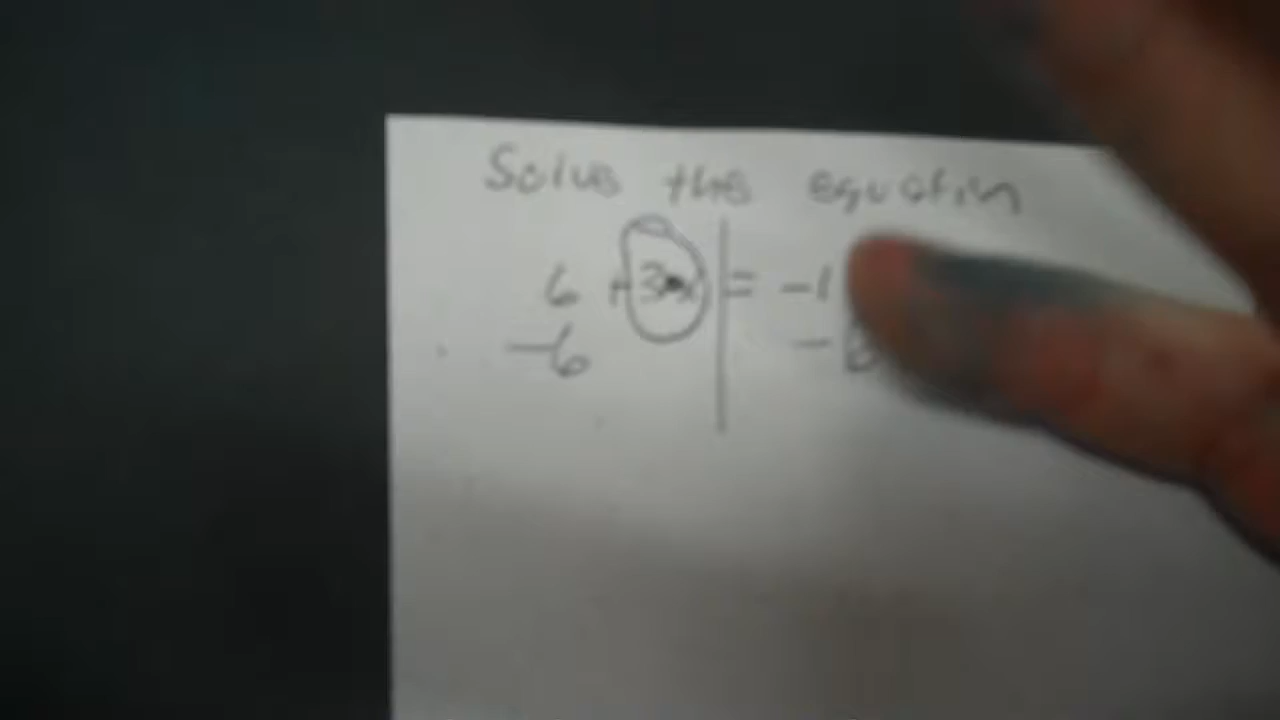 Solve the equation
6 + 3x = -1
-6 -